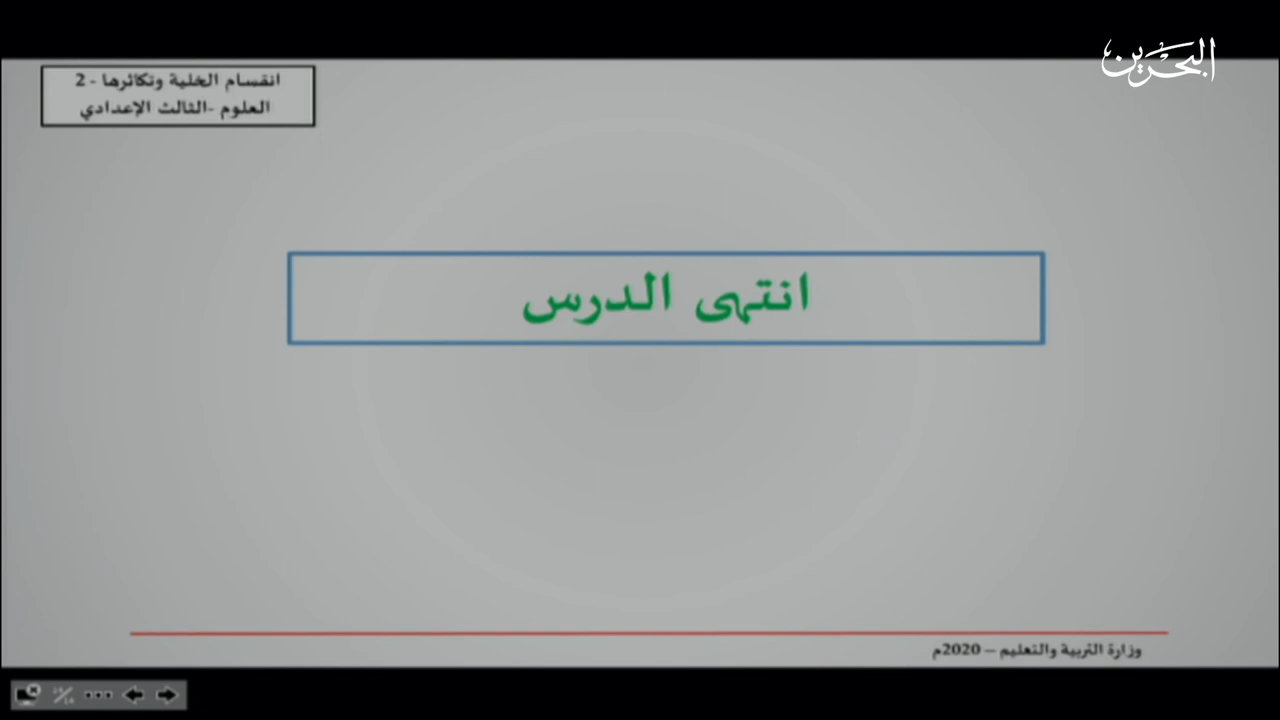 البحرين
انقسام الخلية وتكاثرها - 2
العلوم -الثالث الإعدادي
انتهى الدرس
وزارة التربية والتعليم – 2020م